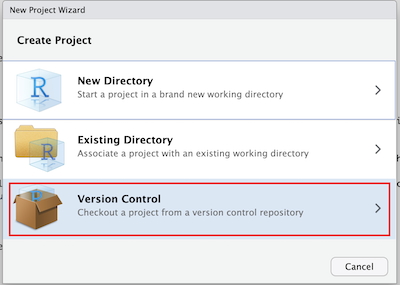 New Project Wizard
Create Project
R
New Directory
Start a project in a brand new working directory
R
Existing Directory
Associate a project with an existing working directory
R
Version Control
Checkout a project from a version control repository
Cancel